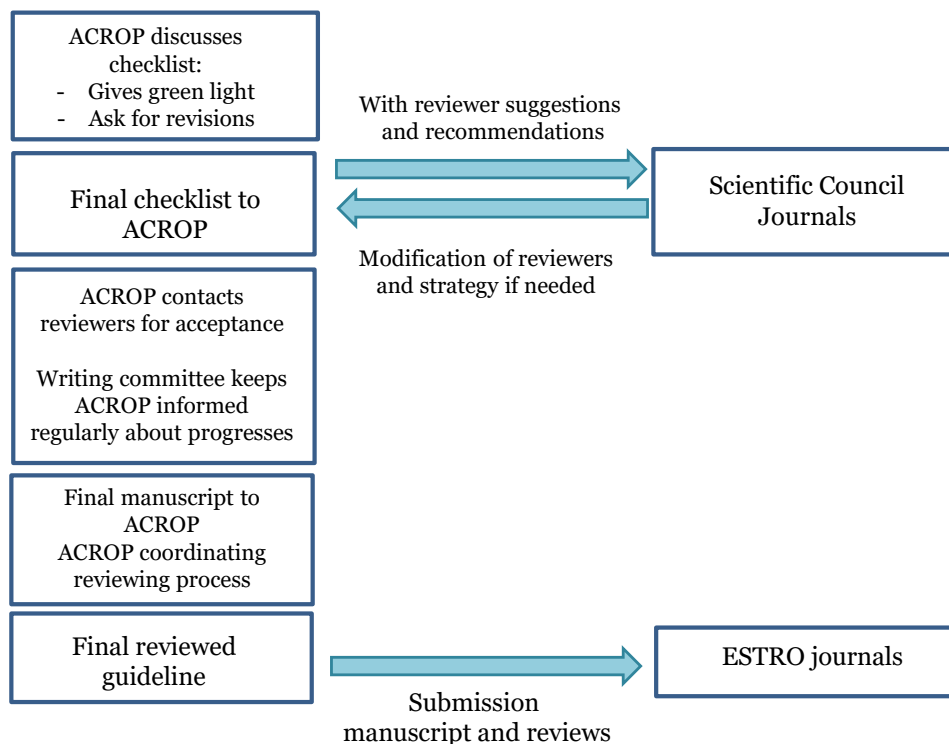 ACROP discusses
checklist:
- Gives green light
- Ask for revisions
With reviewer suggestions
and recommendations
Final checklist to
ACROP
Scientific Council
Journals
Modification of reviewers
and strategy if needed
ACROP contacts
reviewers for acceptance
Writing committee keeps
ACROP informed
regularly about progresses
Final manuscript to
ACROP
ACROP coordinating
reviewing process
Final reviewed
guideline
ESTRO journals
Submission
manuscript and reviews